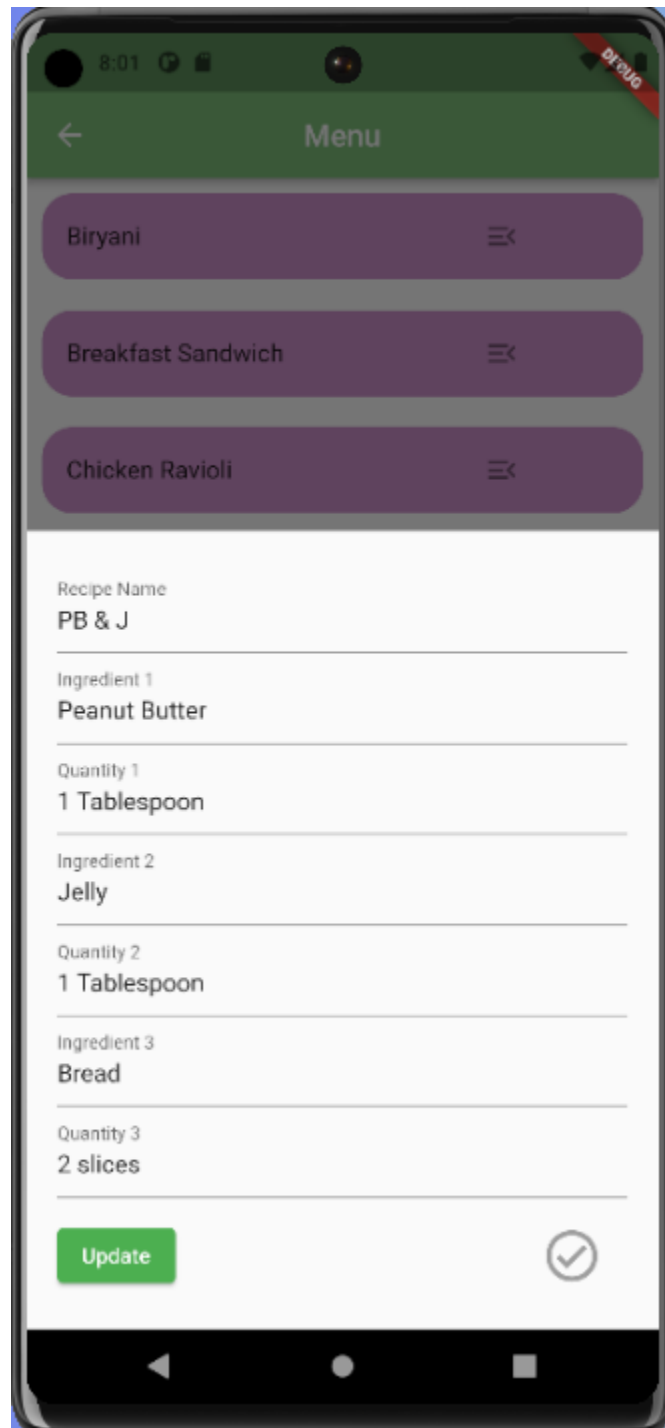 8:01
DEBUG
Menu
Biryani
Breakfast Sandwich
Chicken Ravioli
Recipe Name
PB & J
Ingredient 1
Peanut Butter
Quantity 1
1 Tablespoon
Ingredient 2
Jelly
Quantity 2
1 Tablespoon
Ingredient 3
Bread
Quantity 3
2 slices
Update